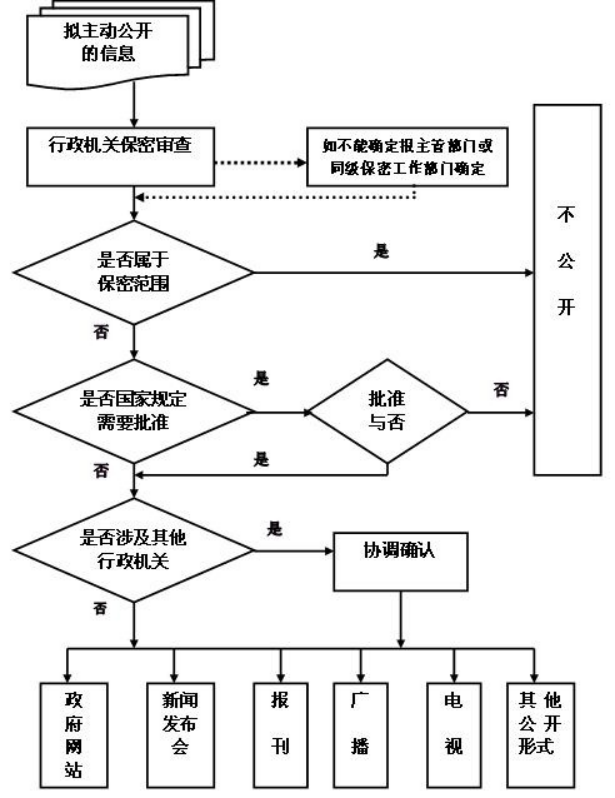 拟主动公开
的信息
行政机关保密审查
如不能确定报主管部门或
同级保密工作部门确定
不
公
开
是否属于
保密范围
是
否
是否国家规定
需要批准
是
批准
与否
否
否
是
是否涉及其他
行政机关
是
协调确认
否
政
府
网
站
新闻
发布
会
报
刊
广
播
电
视
其 他
公 开
形式